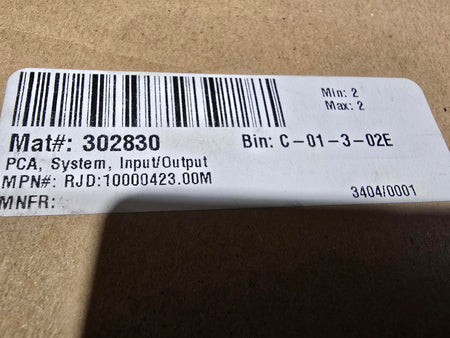 Min: 2
Max: 2
Mat#: 302830 Bin: C-01-3-02E
PCA, System, Input/Output
MPN#: RJD:10000423.00M
3404/0001
MNFR: